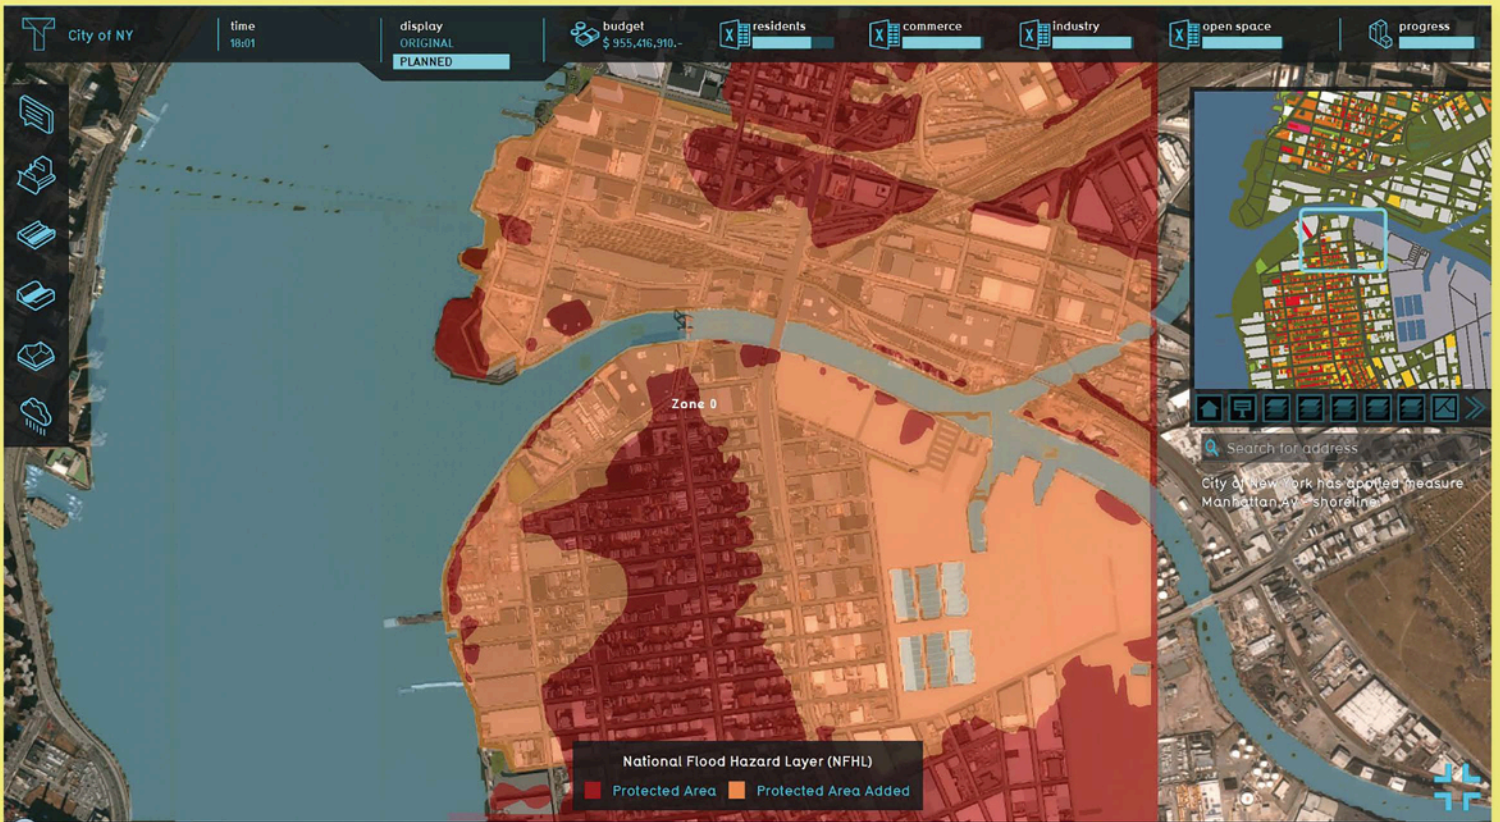 City of NY
time
18:01
display
ORIGINAL
PLANNED
budget
$ 955,416,910.-
residents
commerce
industry
open space
progress
Zone 0
Search for address
City of New York has applied measure
Manhattan Av - shoreline.
National Flood Hazard Layer (NFHL)
Protected Area
Protected Area Added